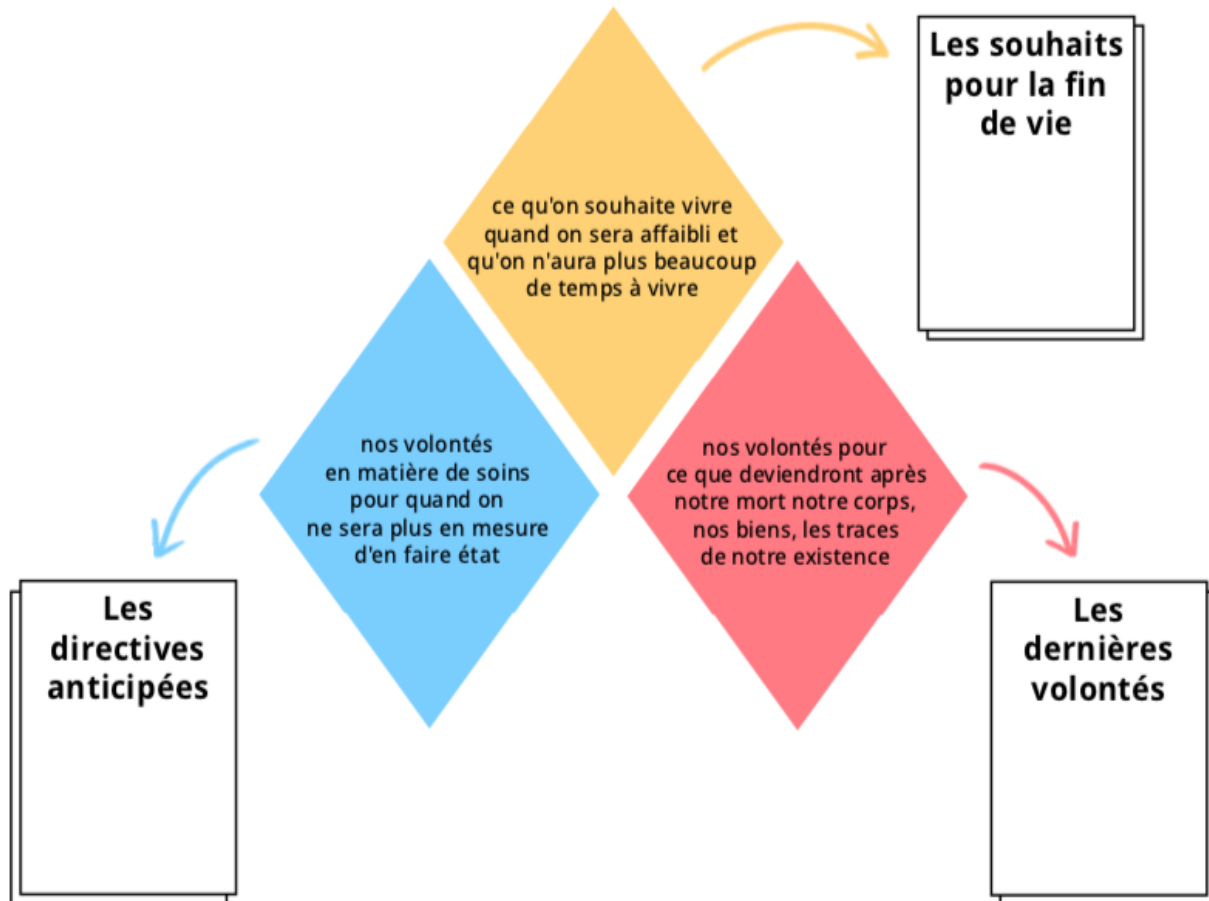 Les souhaits
pour la fin
de vie
ce qu'on souhaite vivre
quand on sera affaibli et
qu'on n'aura plus beaucoup
de temps à vivre
nos volontés
en matière de soins
pour quand on
ne sera plus en mesure
d'en faire état
nos volontés pour
ce que deviendront après
notre mort notre corps,
nos biens, les traces
de notre existence
Les
directives
anticipées
Les
dernières
volontés